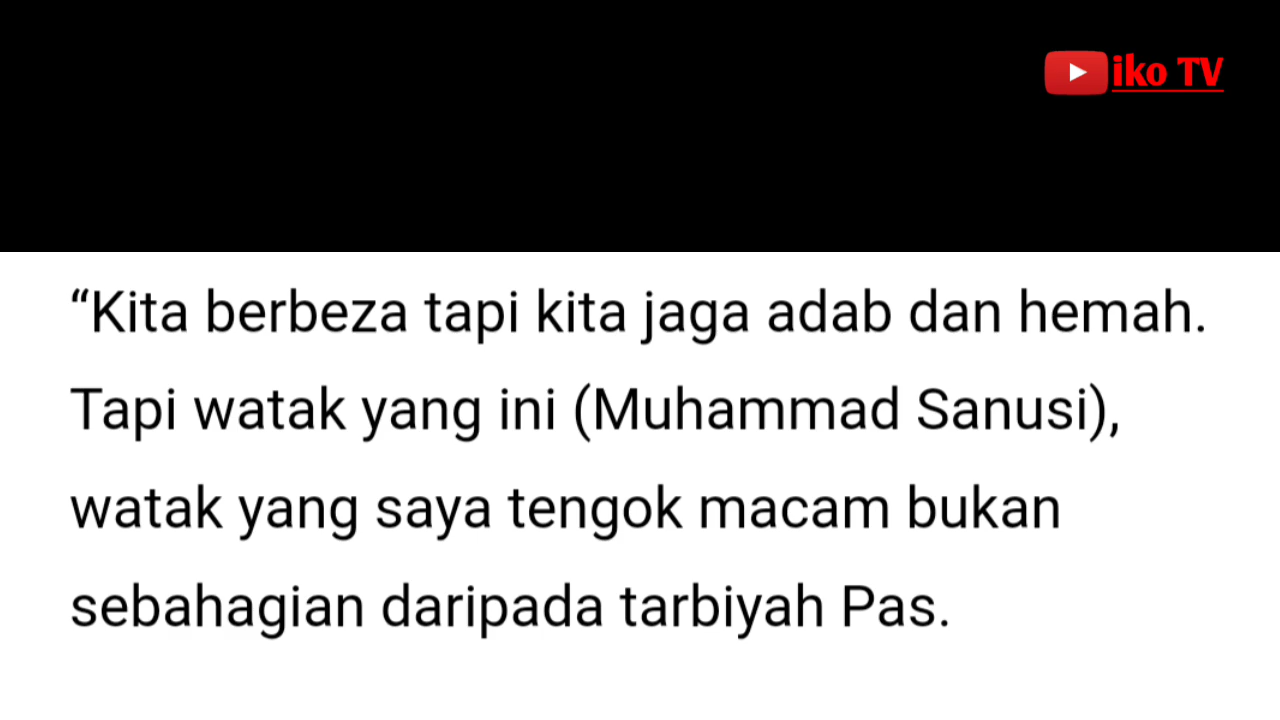 iko TV
“Kita berbeza tapi kita jaga adab dan hemah.
Tapi watak yang ini (Muhammad Sanusi),
watak yang saya tengok macam bukan
sebahagian daripada tarbiyah Pas.